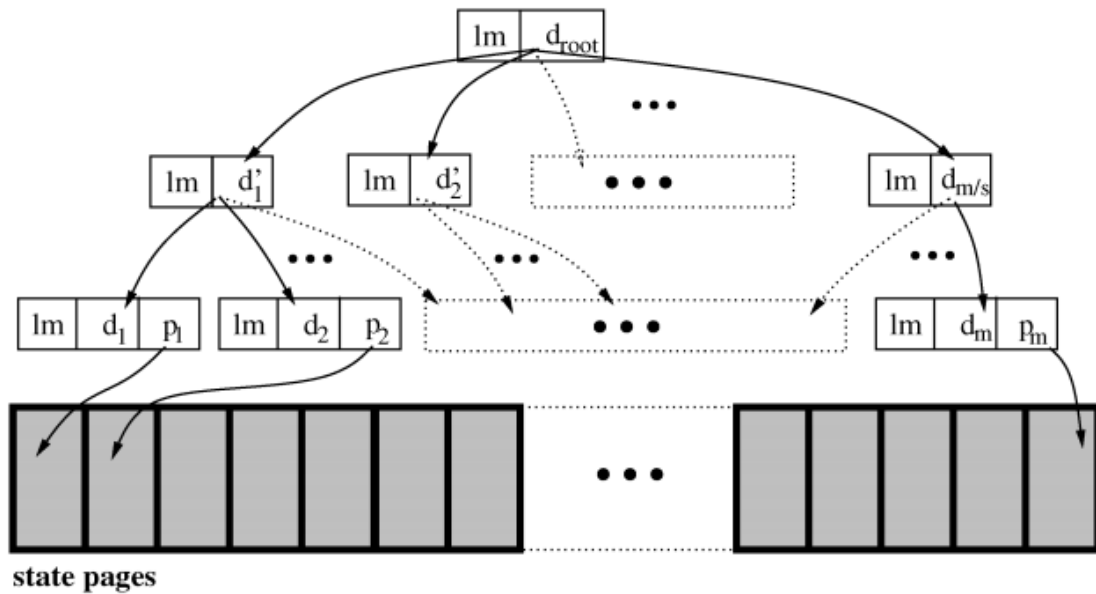 lm d_root
•••
lm d'_1 lm d'_2 ••• lm d_m/s
••• ••• •••
lm d_1 p_1 lm d_2 p_2 ••• lm d_m p_m
•••
state pages